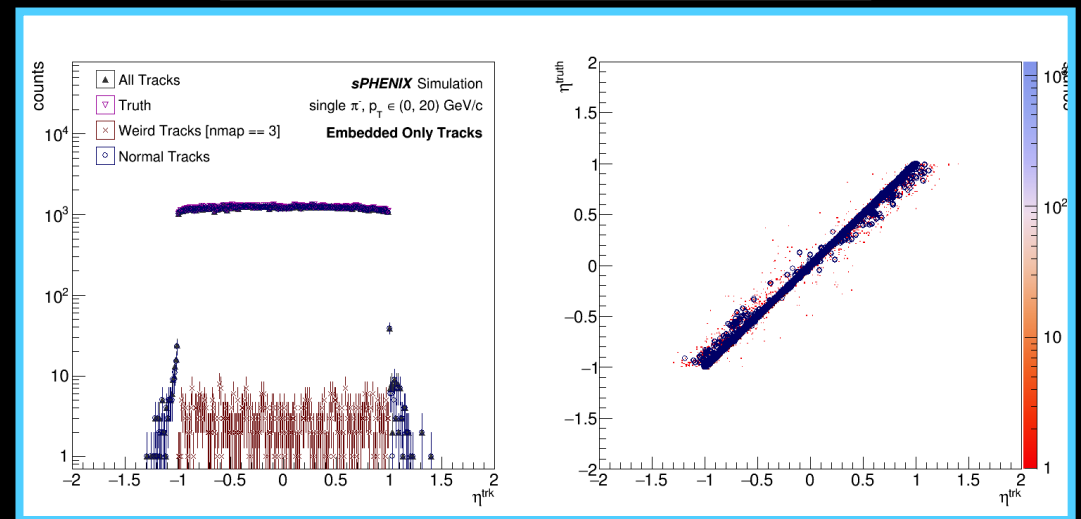 counts
All Tracks
Truth
Weird Tracks [nmap == 3]
Normal Tracks
sPHENIX Simulation
single π⁻, p_T ∈ (0, 20) GeV/c
Embedded Only Tracks
10⁴
10³
10²
10
1
−2 −1.5 −1 −0.5 0 0.5 1 1.5 2
η^trk
η^truth
2
1.5
1
0.5
0
−0.5
−1
−1.5
−2
−2 −1.5 −1 −0.5 0 0.5 1 1.5 2
η^trk
10²
10
1